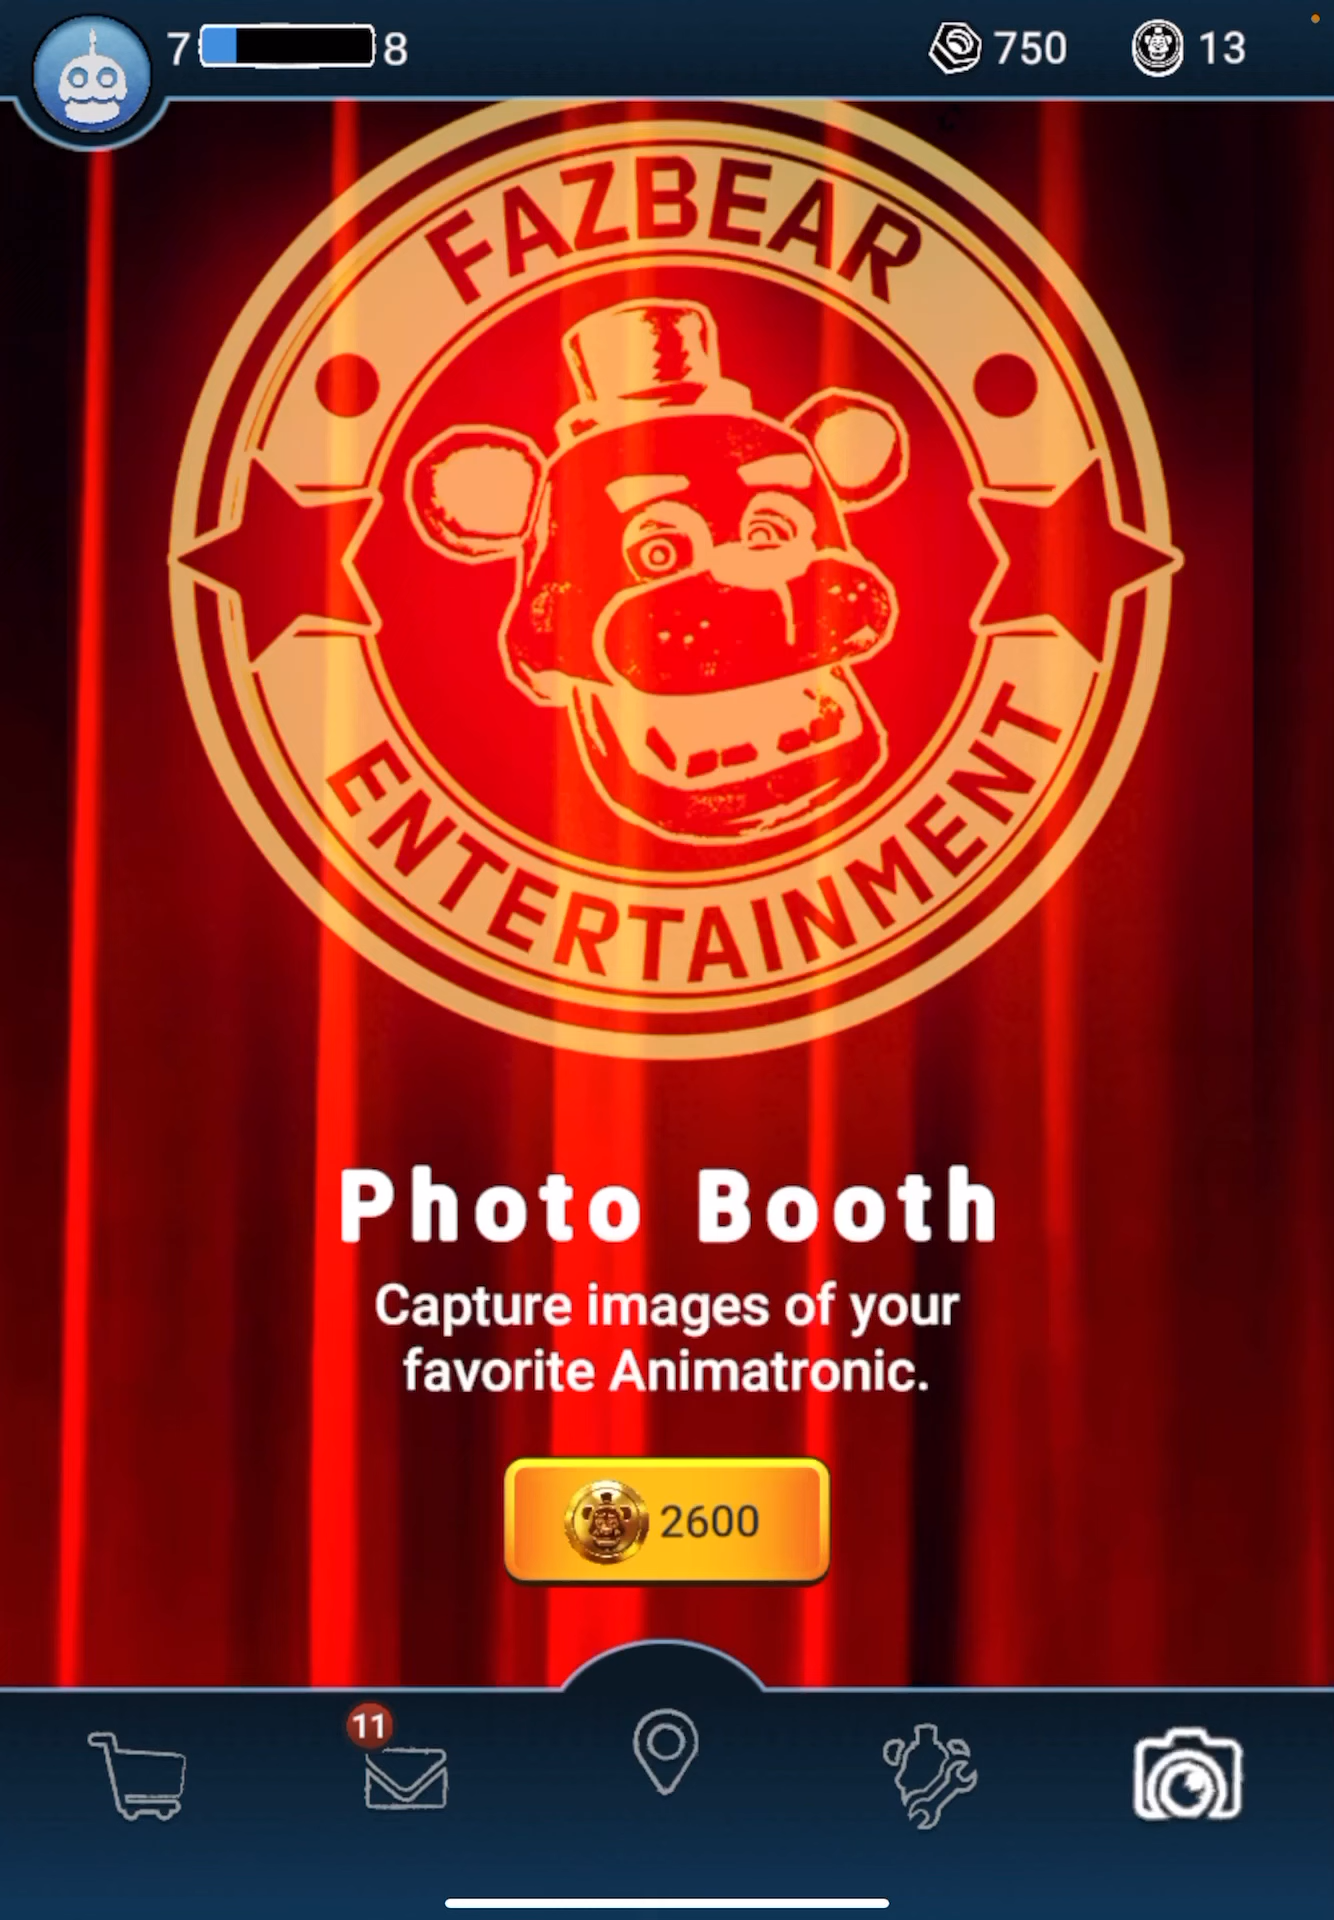 7 8 750 13
FAZBEAR
ENTERTAINMENT
Photo Booth
Capture images of your
favorite Animatronic.
2600
11